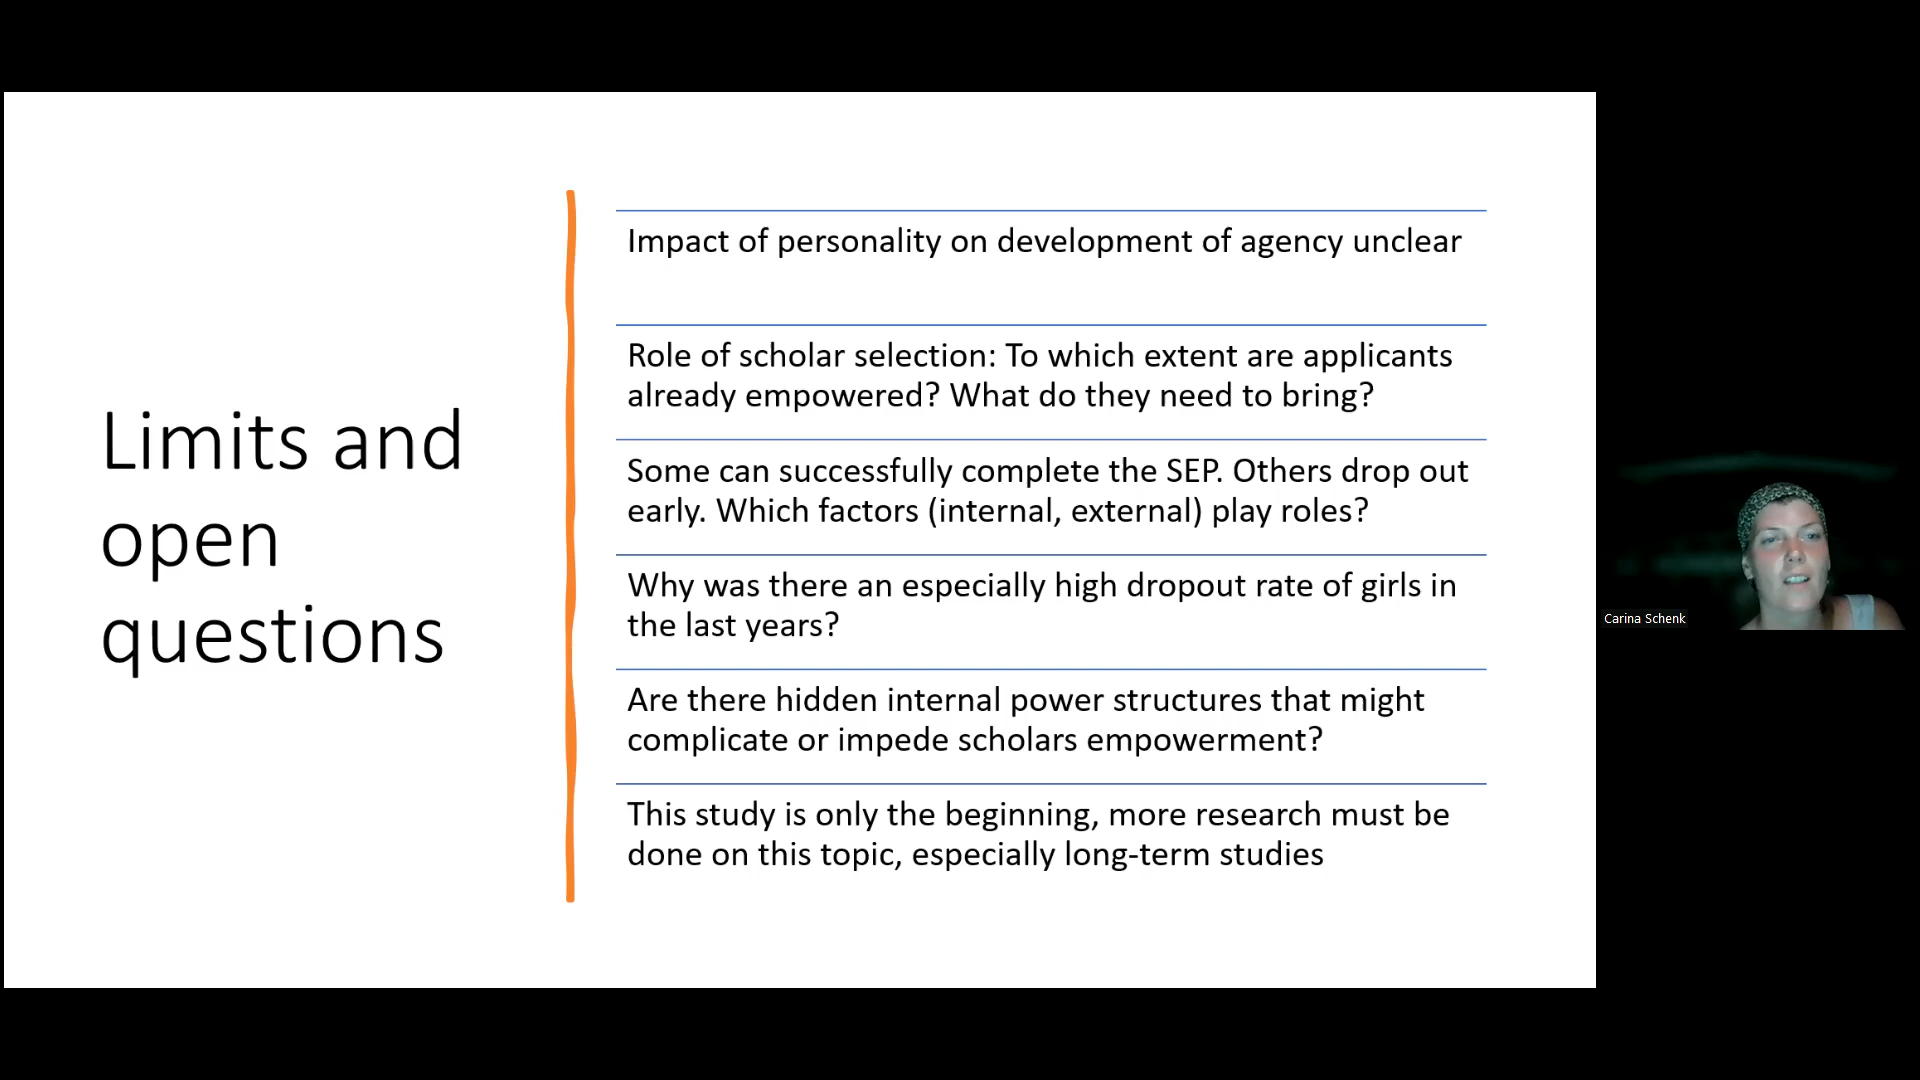 Limits and
open
questions
Impact of personality on development of agency unclear
Role of scholar selection: To which extent are applicants
already empowered? What do they need to bring?
Some can successfully complete the SEP. Others drop out
early. Which factors (internal, external) play roles?
Why was there an especially high dropout rate of girls in
the last years?
Are there hidden internal power structures that might
complicate or impede scholars empowerment?
This study is only the beginning, more research must be
done on this topic, especially long-term studies
Carina Schenk